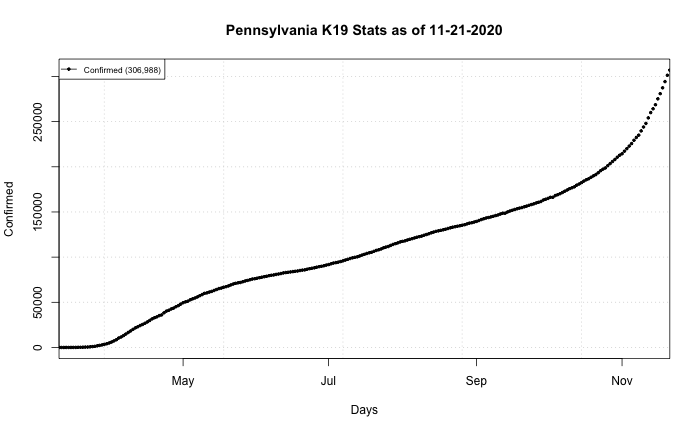 Pennsylvania K19 Stats as of 11-21-2020
Confirmed (306,988)
250000
150000
50000
0
Confirmed
May Jul Sep Nov
Days